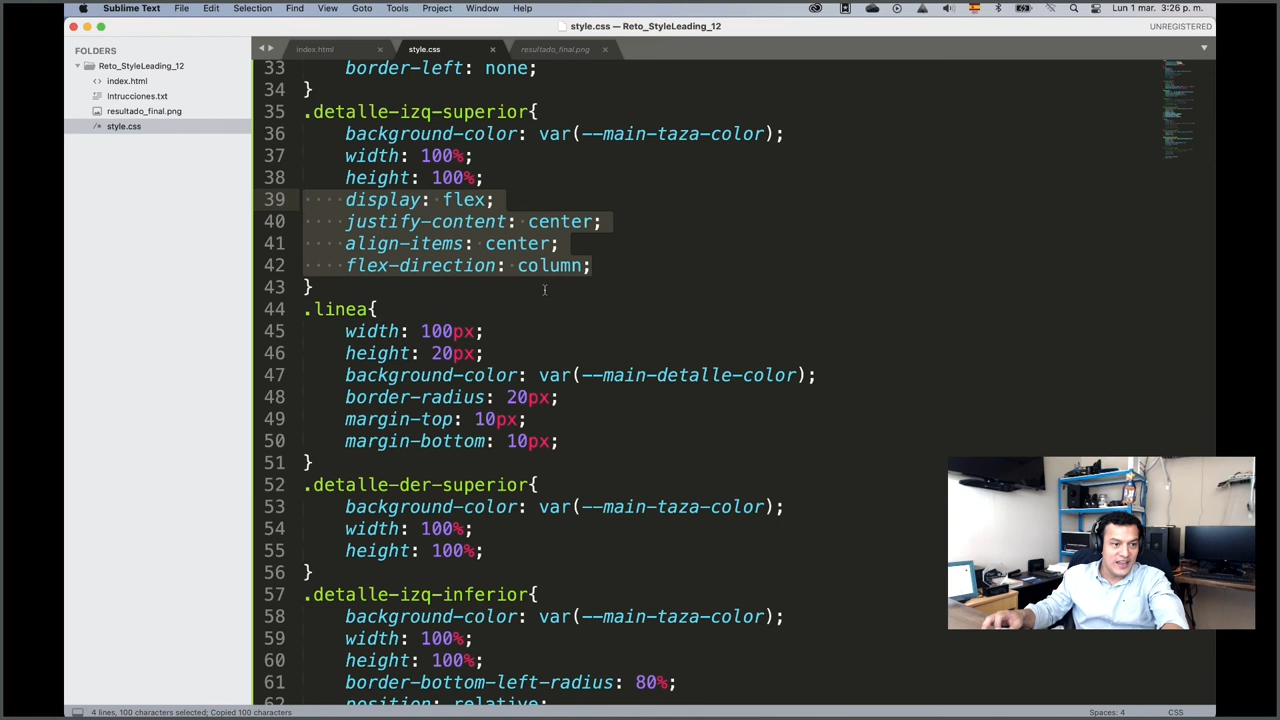 Sublime Text File Edit Selection Find View Goto Tools Project Window Help Lun 1 mar. 3:26 p. m.
style.css — Reto_StyleLeading_12 UNREGISTERED
FOLDERS
Reto_StyleLeading_12
index.html
Intrucciones.txt
resultado_final.png
style.css
index.html × style.css × resultado_final.png ×
33 border-left: none;
34 }
35 .detalle-izq-superior{
36 background-color: var(--main-taza-color);
37 width: 100%;
38 height: 100%;
39 display: flex;
40 justify-content: center;
41 align-items: center;
42 flex-direction: column;
43 }
44 .linea{
45 width: 100px;
46 height: 20px;
47 background-color: var(--main-detalle-color);
48 border-radius: 20px;
49 margin-top: 10px;
50 margin-bottom: 10px;
51 }
52 .detalle-der-superior{
53 background-color: var(--main-taza-color);
54 width: 100%;
55 height: 100%;
56 }
57 .detalle-izq-inferior{
58 background-color: var(--main-taza-color);
59 width: 100%;
60 height: 100%;
61 border-bottom-left-radius: 80%;
62 position: relative;
4 lines, 100 characters selected; Copied 100 characters Spaces: 4 CSS